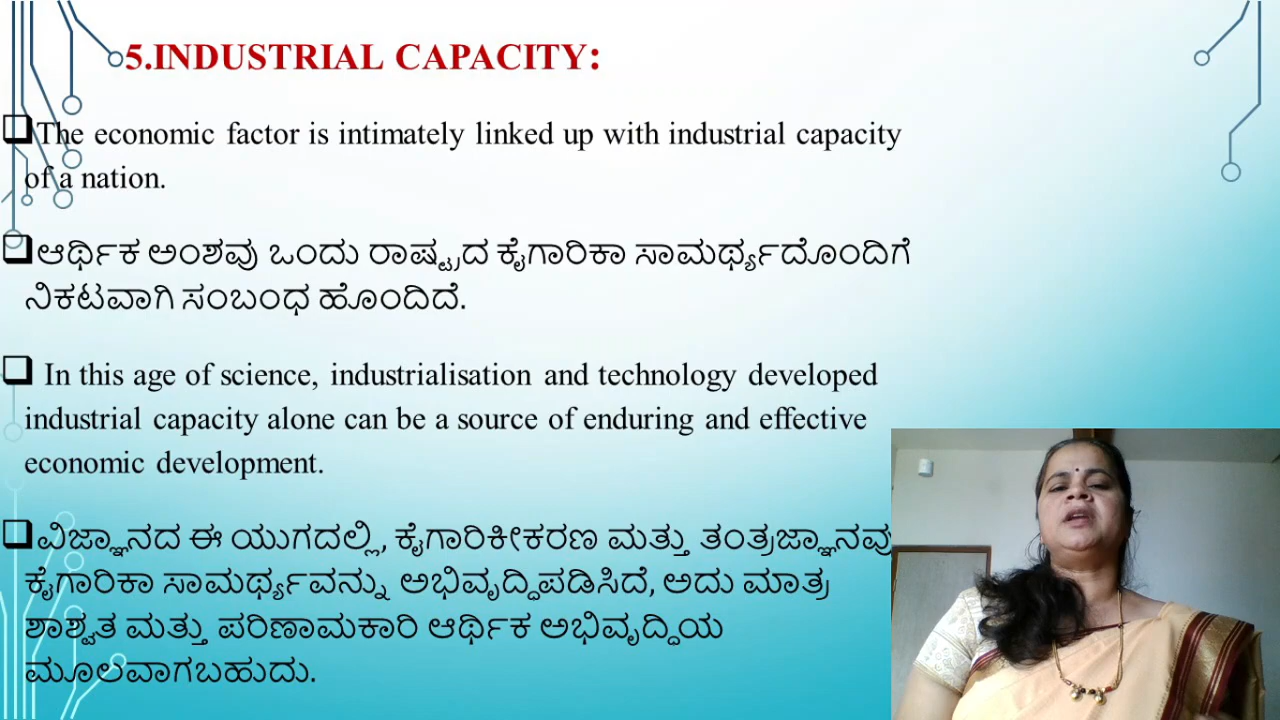 5.INDUSTRIAL CAPACITY:
The economic factor is intimately linked up with industrial capacity
of a nation.
ಆರ್ಥಿಕ ಅಂಶವು ಒಂದು ರಾಷ್ಟ್ರದ ಕೈಗಾರಿಕಾ ಸಾಮರ್ಥ್ಯದೊಂದಿಗೆ
ನಿಕಟವಾಗಿ ಸಂಬಂಧ ಹೊಂದಿದೆ.
In this age of science, industrialisation and technology developed
industrial capacity alone can be a source of enduring and effective
economic development.
ವಿಜ್ಞಾನದ ಈ ಯುಗದಲ್ಲಿ, ಕೈಗಾರಿಕೀಕರಣ ಮತ್ತು ತಂತ್ರಜ್ಞಾನವು
ಕೈಗಾರಿಕಾ ಸಾಮರ್ಥ್ಯವನ್ನು ಅಭಿವೃದ್ಧಿಪಡಿಸಿದೆ, ಅದು ಮಾತ್ರ
ಶಾಶ್ವತ ಮತ್ತು ಪರಿಣಾಮಕಾರಿ ಆರ್ಥಿಕ ಅಭಿವೃದ್ಧಿಯ
ಮೂಲವಾಗಬಹುದು.